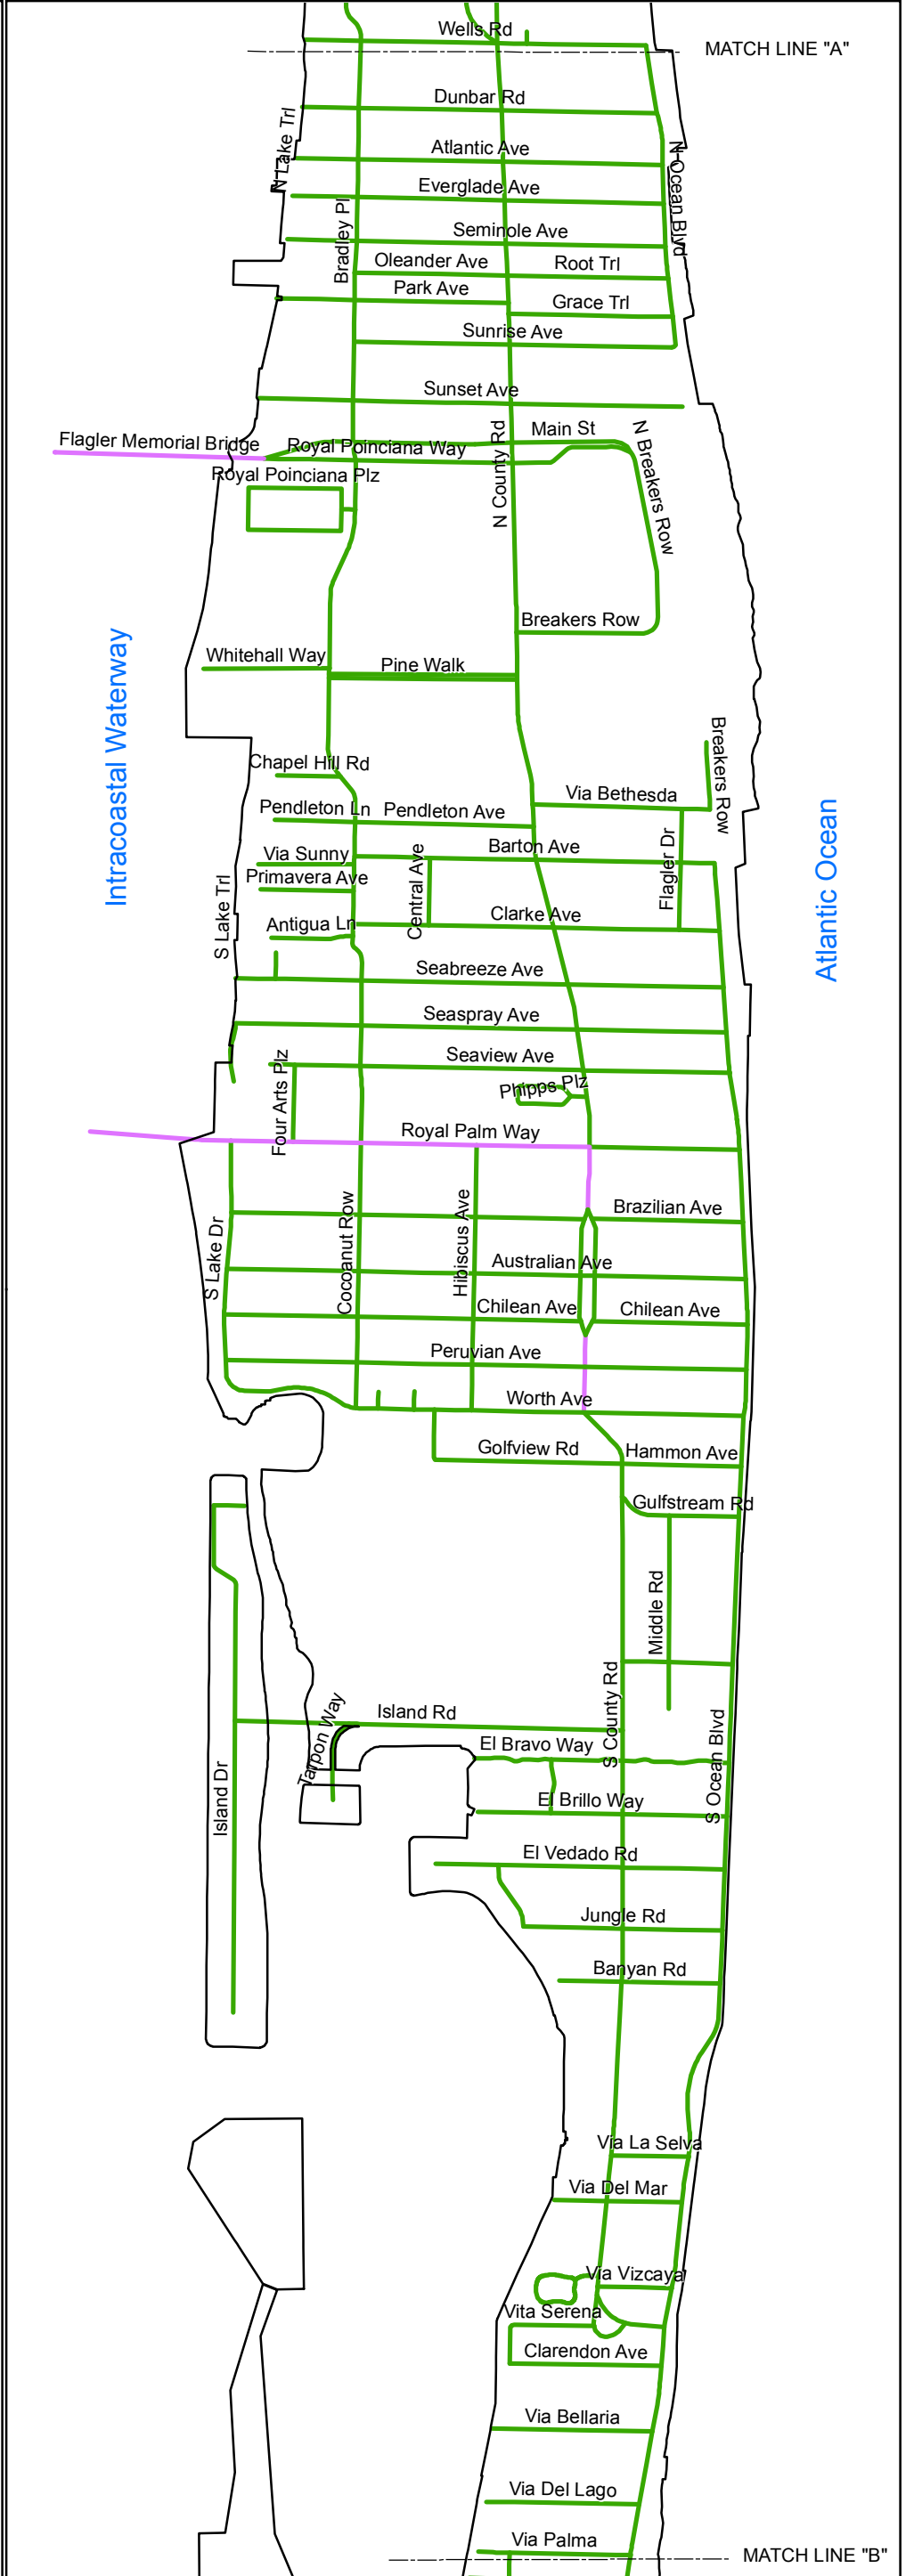 Wells Rd
MATCH LINE "A"
Dunbar Rd
N Lake Trl
Atlantic Ave
N Ocean Blvd
Everglade Ave
Bradley Pl
Seminole Ave
Oleander Ave
Root Trl
Park Ave
Grace Trl
Sunrise Ave
Sunset Ave
Flagler Memorial Bridge
Royal Poinciana Way
N County Rd
Main St
N Breakers Row
Royal Poinciana Plz
Breakers Row
Intracoastal Waterway
Whitehall Way
Pine Walk
Chapel Hill Rd
Breakers Row
Via Bethesda
Pendleton Ln
Pendleton Ave
Atlantic Ocean
Via Sunny
Barton Ave
Flagler Dr
Primavera Ave
Central Ave
S Lake Trl
Antigua Ln
Clarke Ave
Seabreeze Ave
Seaspray Ave
Seaview Ave
Four Arts Plz
Phipps Plz
Royal Palm Way
S Lake Dr
Cocoanut Row
Hibiscus Ave
Brazilian Ave
Australian Ave
Chilean Ave
Chilean Ave
Peruvian Ave
Worth Ave
Golfview Rd
Hammon Ave
Gulfstream Rd
Middle Rd
S County Rd
Island Rd
Tarpon Way
El Bravo Way
S Ocean Blvd
Island Dr
El Brillo Way
El Vedado Rd
Jungle Rd
Banyan Rd
Via La Selva
Via Del Mar
Via Vizcaya
Vita Serena
Clarendon Ave
Via Bellaria
Via Del Lago
Via Palma
MATCH LINE "B"